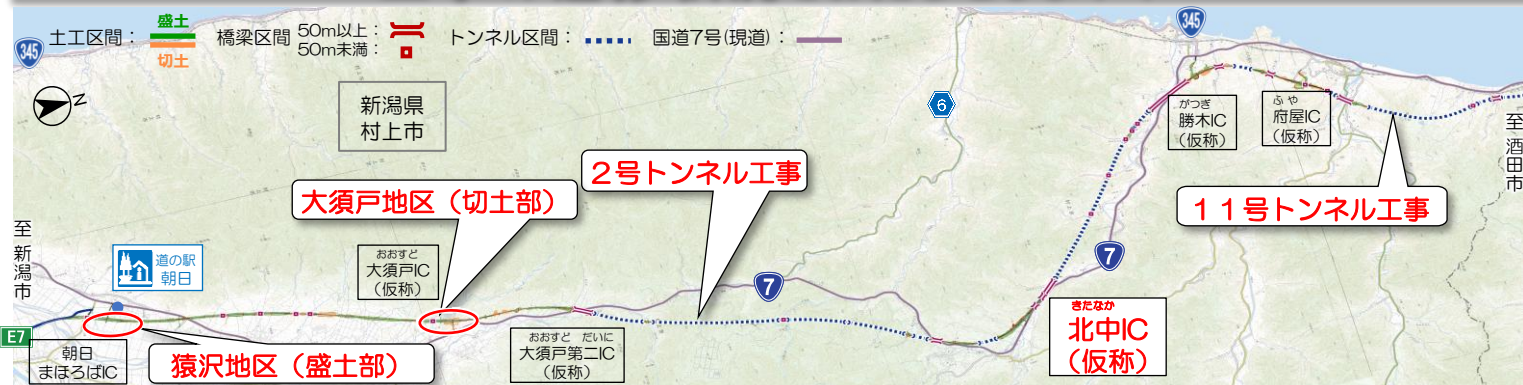 土工区間：
盛土
切土
橋梁区間
50m以上：
50m未満：
トンネル区間：
国道7号(現道)：
345
345
Z
新潟県
村上市
6
がつぎ
勝木IC
(仮称)
ふや
府屋IC
(仮称)
至 酒田市
2号トンネル工事
大須戸地区（切土部）
11号トンネル工事
至 新潟市
道の駅
朝日
おおすど
大須戸IC
(仮称)
7
7
きたなか
北中IC
(仮称)
E7
朝日
まほろばIC
猿沢地区（盛土部）
おおすど だいに
大須戸第二IC
(仮称)